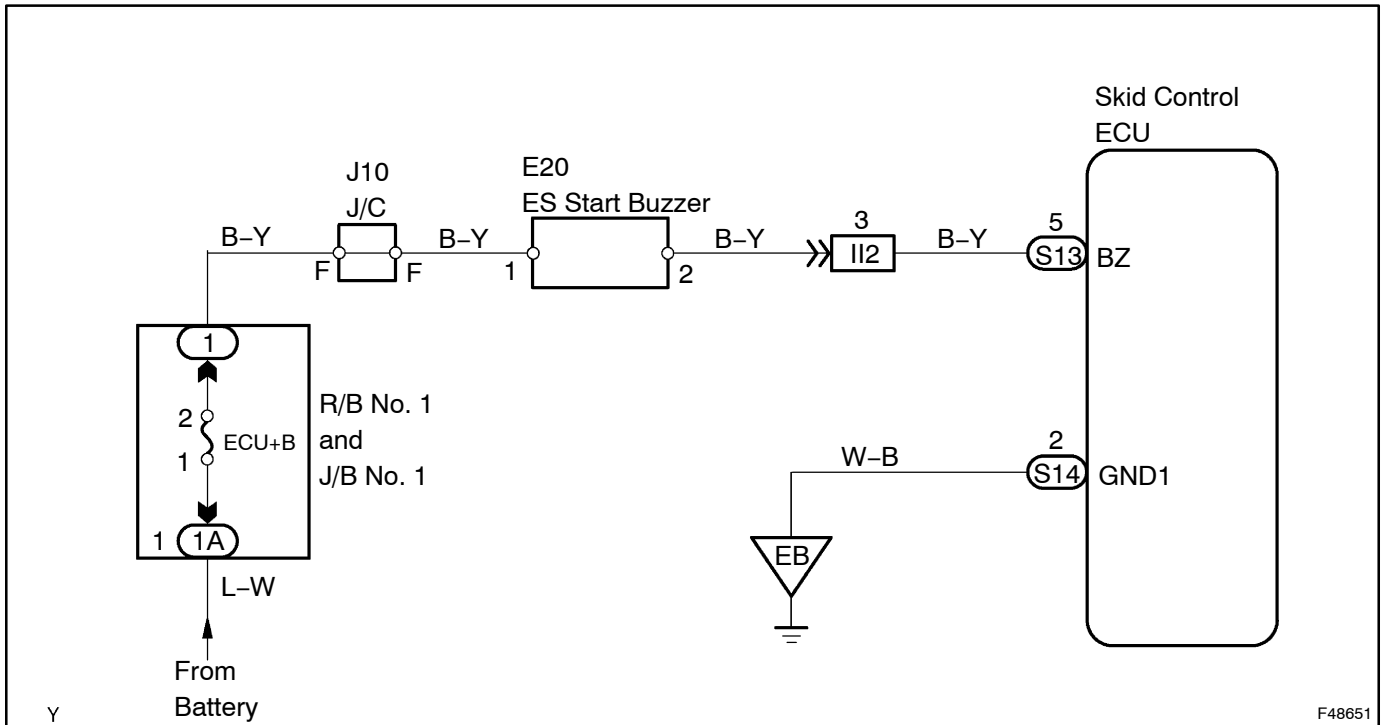 Skid Control
ECU
J10
J/C
E20
ES Start Buzzer
B–Y
F
F
B–Y
1
2
B–Y
3
II2
B–Y
5
S13
BZ
1
2
1
ECU+B
R/B No. 1
and
J/B No. 1
1
1A
L–W
From
Battery
W–B
2
S14
GND1
EB
Y
F48651